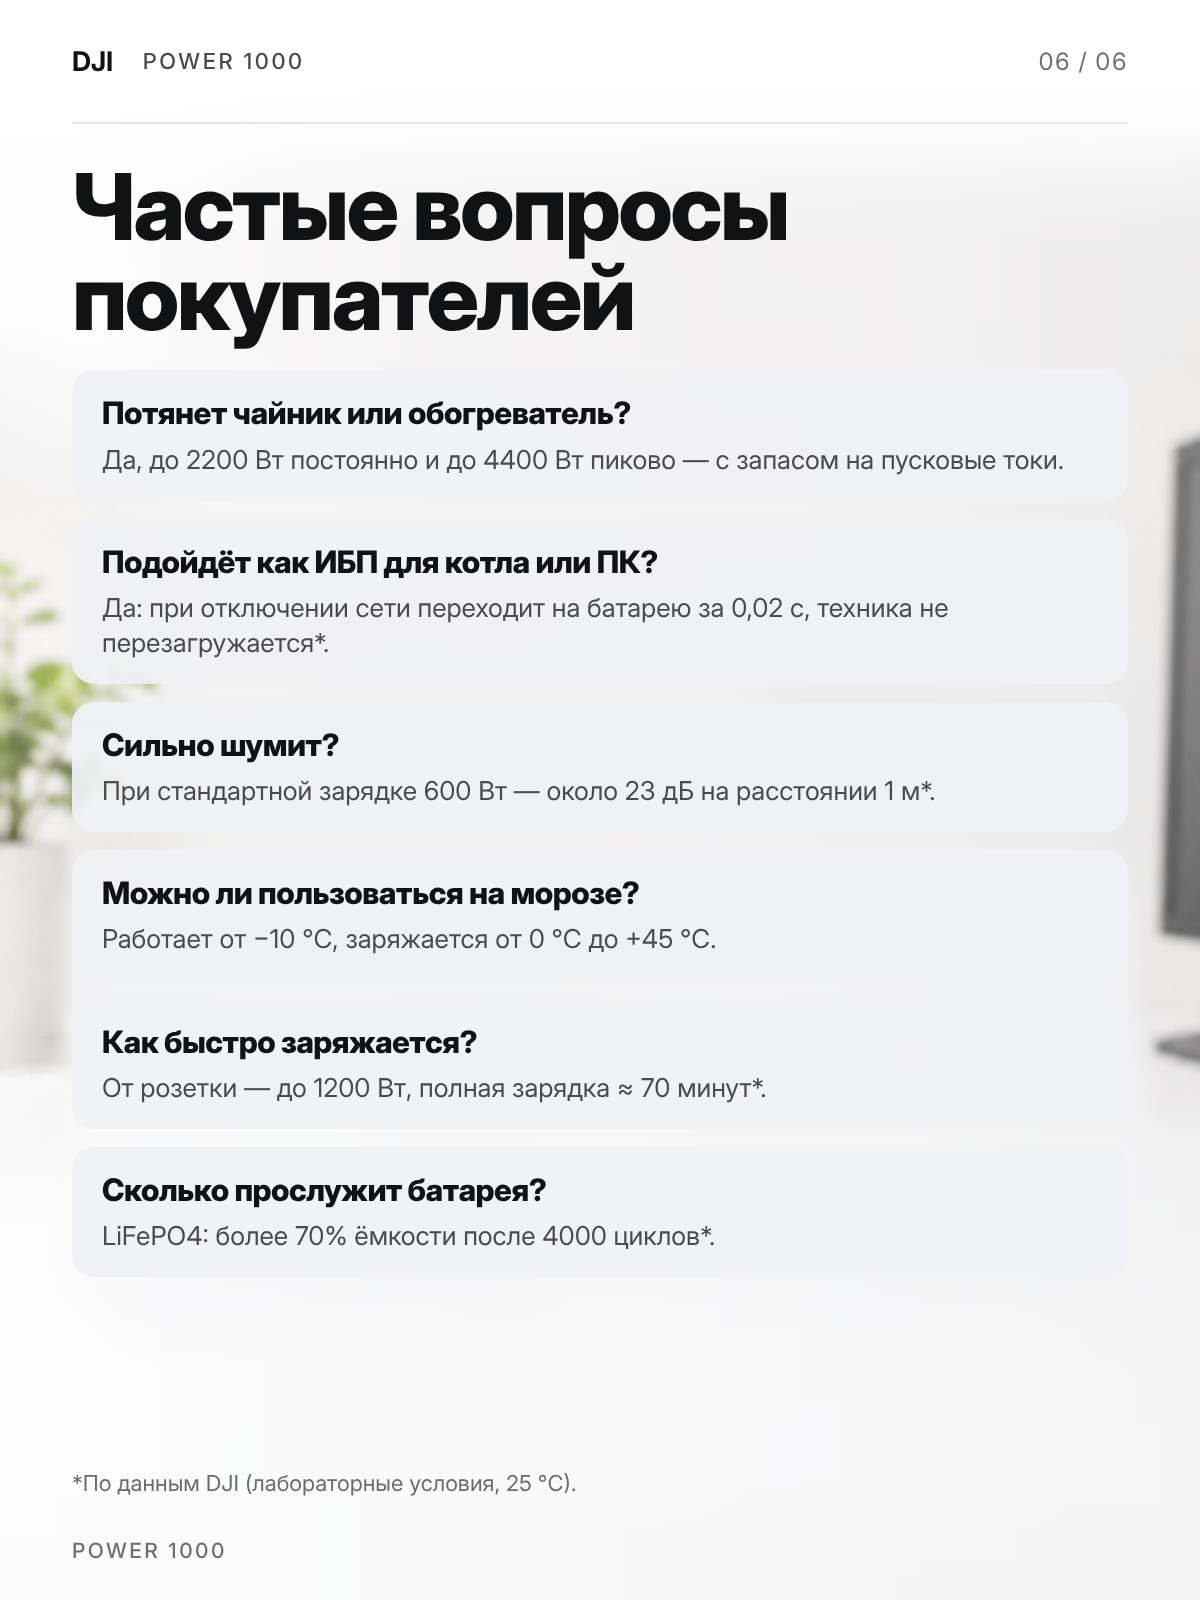 DJI POWER 1000
06 / 06
Частые вопросы
покупателей
Потянет чайник или обогреватель?
Да, до 2200 Вт постоянно и до 4400 Вт пиково — с запасом на пусковые токи.
Подойдёт как ИБП для котла или ПК?
Да: при отключении сети переходит на батарею за 0,02 с, техника не
перезагружается*.
Сильно шумит?
При стандартной зарядке 600 Вт — около 23 дБ на расстоянии 1 м*.
Можно ли пользоваться на морозе?
Работает от −10 °C, заряжается от 0 °C до +45 °C.
Как быстро заряжается?
От розетки — до 1200 Вт, полная зарядка ≈ 70 минут*.
Сколько прослужит батарея?
LiFePO4: более 70% ёмкости после 4000 циклов*.
*По данным DJI (лабораторные условия, 25 °C).
POWER 1000